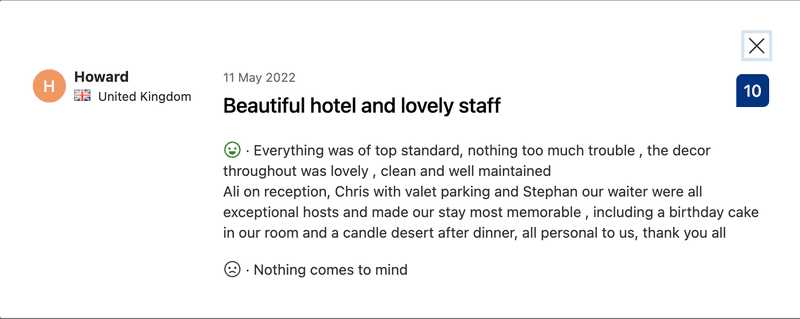 H
Howard
United Kingdom
11 May 2022
Beautiful hotel and lovely staff
10
· Everything was of top standard, nothing too much trouble , the decor
throughout was lovely , clean and well maintained
Ali on reception, Chris with valet parking and Stephan our waiter were all
exceptional hosts and made our stay most memorable , including a birthday cake
in our room and a candle desert after dinner, all personal to us, thank you all
· Nothing comes to mind